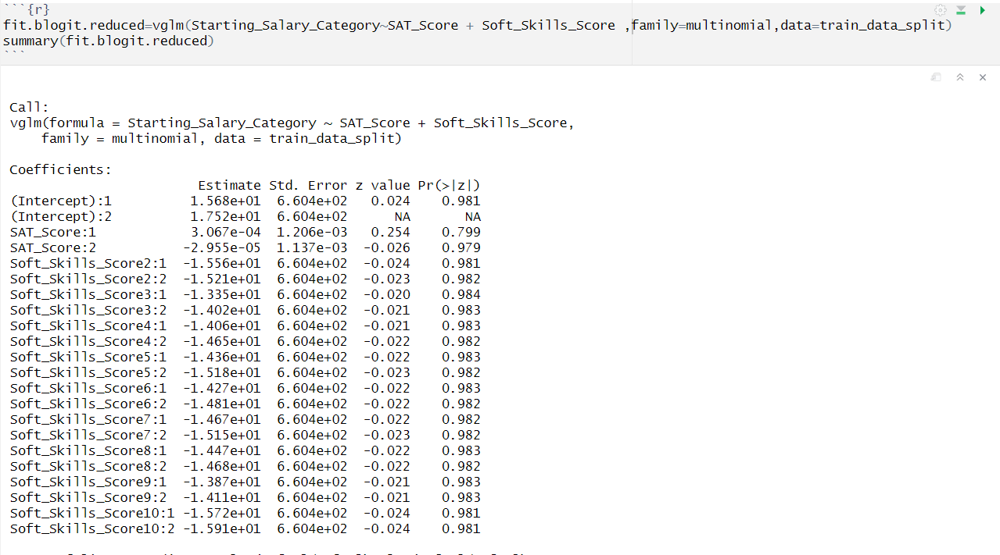 ```{r}
fit.blogit.reduced=vglm(Starting_Salary_Category~SAT_Score + Soft_Skills_Score ,family=multinomial,data=train_data_split)
summary(fit.blogit.reduced)
```
Call:
vglm(formula = Starting_Salary_Category ~ SAT_Score + Soft_Skills_Score,
    family = multinomial, data = train_data_split)
Coefficients:
                        Estimate Std. Error z value Pr(>|z|)
(Intercept):1          1.568e+01  6.604e+02   0.024    0.981
(Intercept):2          1.752e+01  6.604e+02      NA       NA
SAT_Score:1            3.067e-04  1.206e-03   0.254    0.799
SAT_Score:2           -2.955e-05  1.137e-03  -0.026    0.979
Soft_Skills_Score2:1  -1.556e+01  6.604e+02  -0.024    0.981
Soft_Skills_Score2:2  -1.521e+01  6.604e+02  -0.023    0.982
Soft_Skills_Score3:1  -1.335e+01  6.604e+02  -0.020    0.984
Soft_Skills_Score3:2  -1.402e+01  6.604e+02  -0.021    0.983
Soft_Skills_Score4:1  -1.406e+01  6.604e+02  -0.021    0.983
Soft_Skills_Score4:2  -1.465e+01  6.604e+02  -0.022    0.982
Soft_Skills_Score5:1  -1.436e+01  6.604e+02  -0.022    0.983
Soft_Skills_Score5:2  -1.518e+01  6.604e+02  -0.023    0.982
Soft_Skills_Score6:1  -1.427e+01  6.604e+02  -0.022    0.983
Soft_Skills_Score6:2  -1.481e+01  6.604e+02  -0.022    0.982
Soft_Skills_Score7:1  -1.467e+01  6.604e+02  -0.022    0.982
Soft_Skills_Score7:2  -1.515e+01  6.604e+02  -0.023    0.982
Soft_Skills_Score8:1  -1.447e+01  6.604e+02  -0.022    0.983
Soft_Skills_Score8:2  -1.468e+01  6.604e+02  -0.022    0.982
Soft_Skills_Score9:1  -1.387e+01  6.604e+02  -0.021    0.983
Soft_Skills_Score9:2  -1.411e+01  6.604e+02  -0.021    0.983
Soft_Skills_Score10:1 -1.572e+01  6.604e+02  -0.024    0.981
Soft_Skills_Score10:2 -1.591e+01  6.604e+02  -0.024    0.981